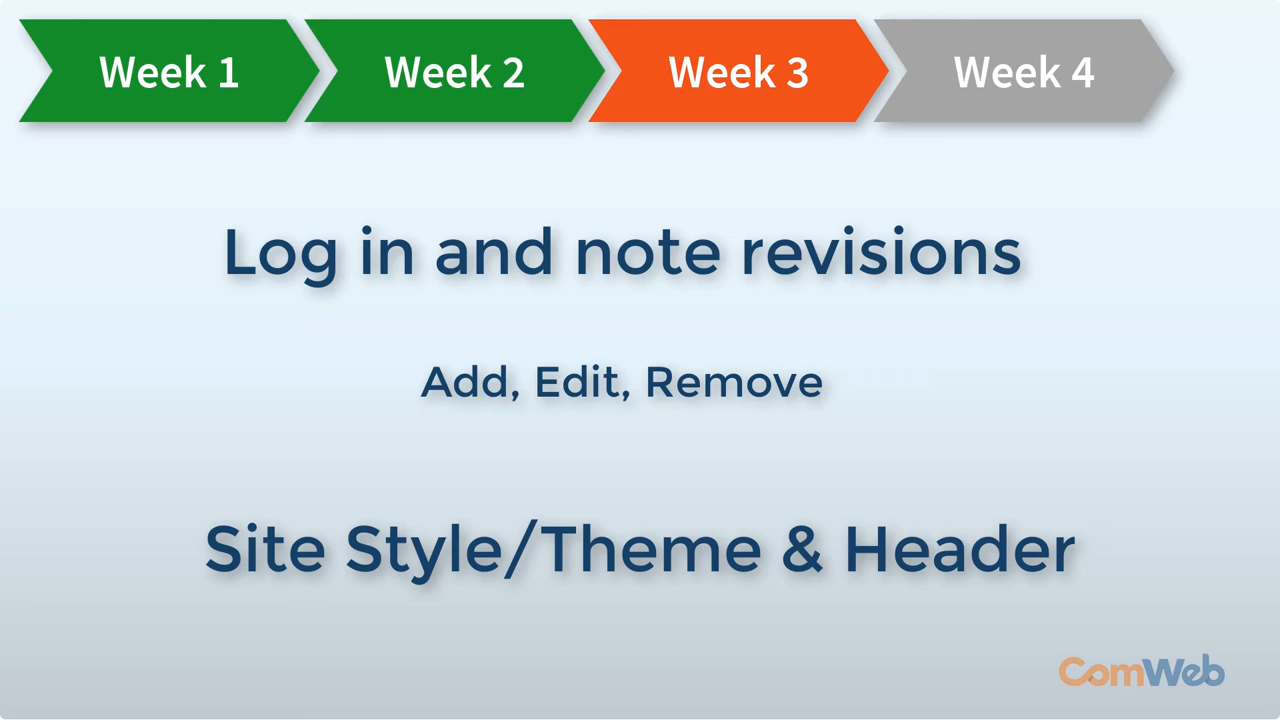 Week 1 Week 2 Week 3 Week 4
Log in and note revisions
Add, Edit, Remove
Site Style/Theme & Header
ComWeb